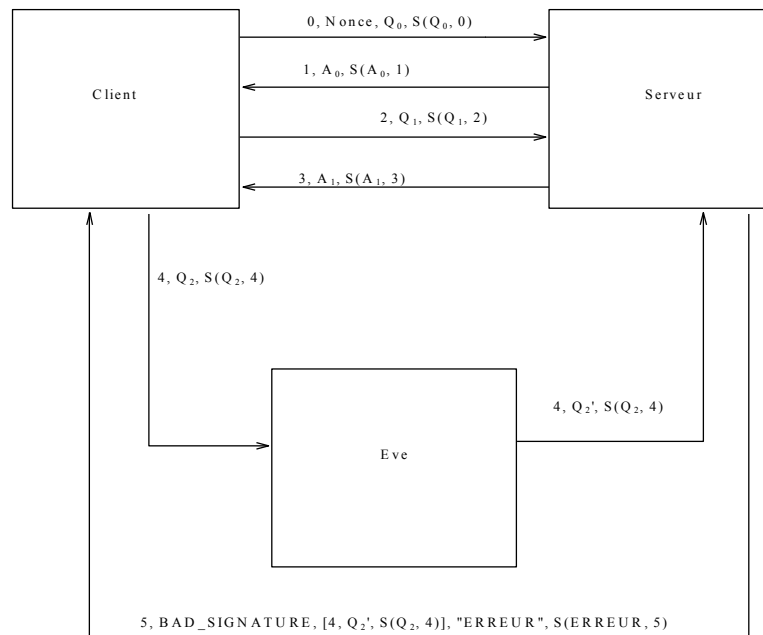 0, Nonce, Q₀, S(Q₀, 0)
1, A₀, S(A₀, 1)
Client
Serveur
2, Q₁, S(Q₁, 2)
3, A₁, S(A₁, 3)
4, Q₂, S(Q₂, 4)
4, Q₂', S(Q₂, 4)
Eve
5, BAD_SIGNATURE, [4, Q₂', S(Q₂, 4)], "ERREUR", S(ERREUR, 5)